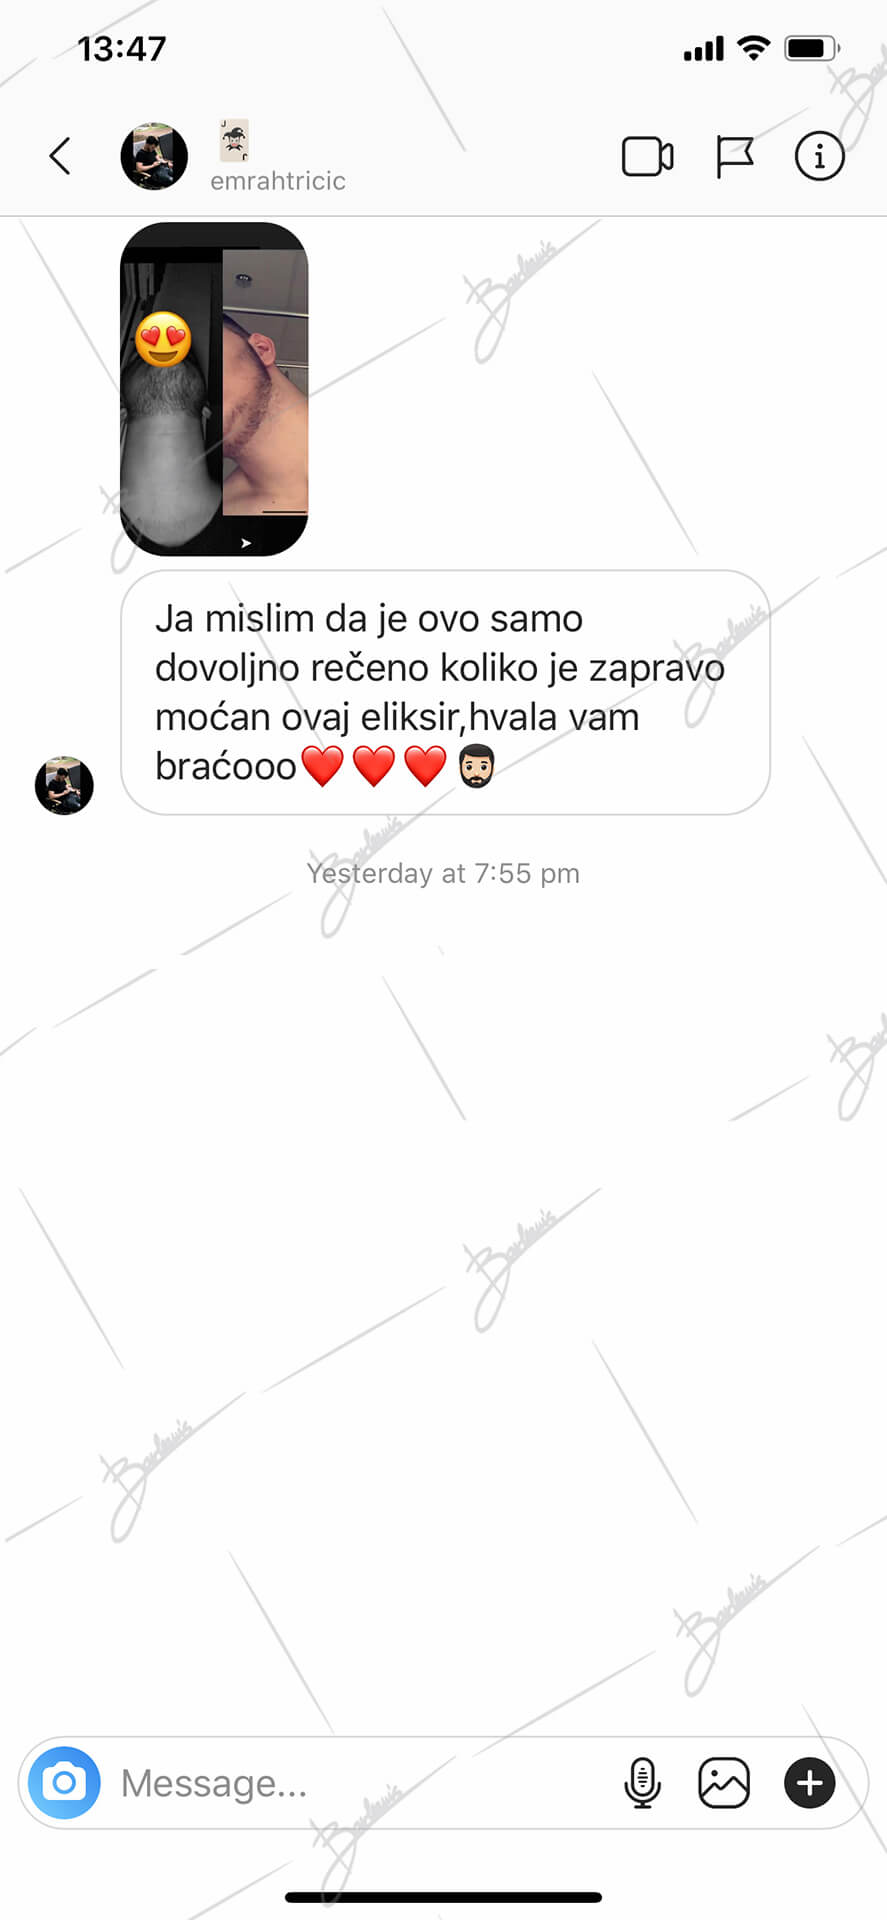 13:47
emrahtricic
Ja mislim da je ovo samo
dovoljno rečeno koliko je zapravo
moćan ovaj eliksir,hvala vam
braćooo❤️❤️❤️🧔🏻
Yesterday at 7:55 pm
Message...